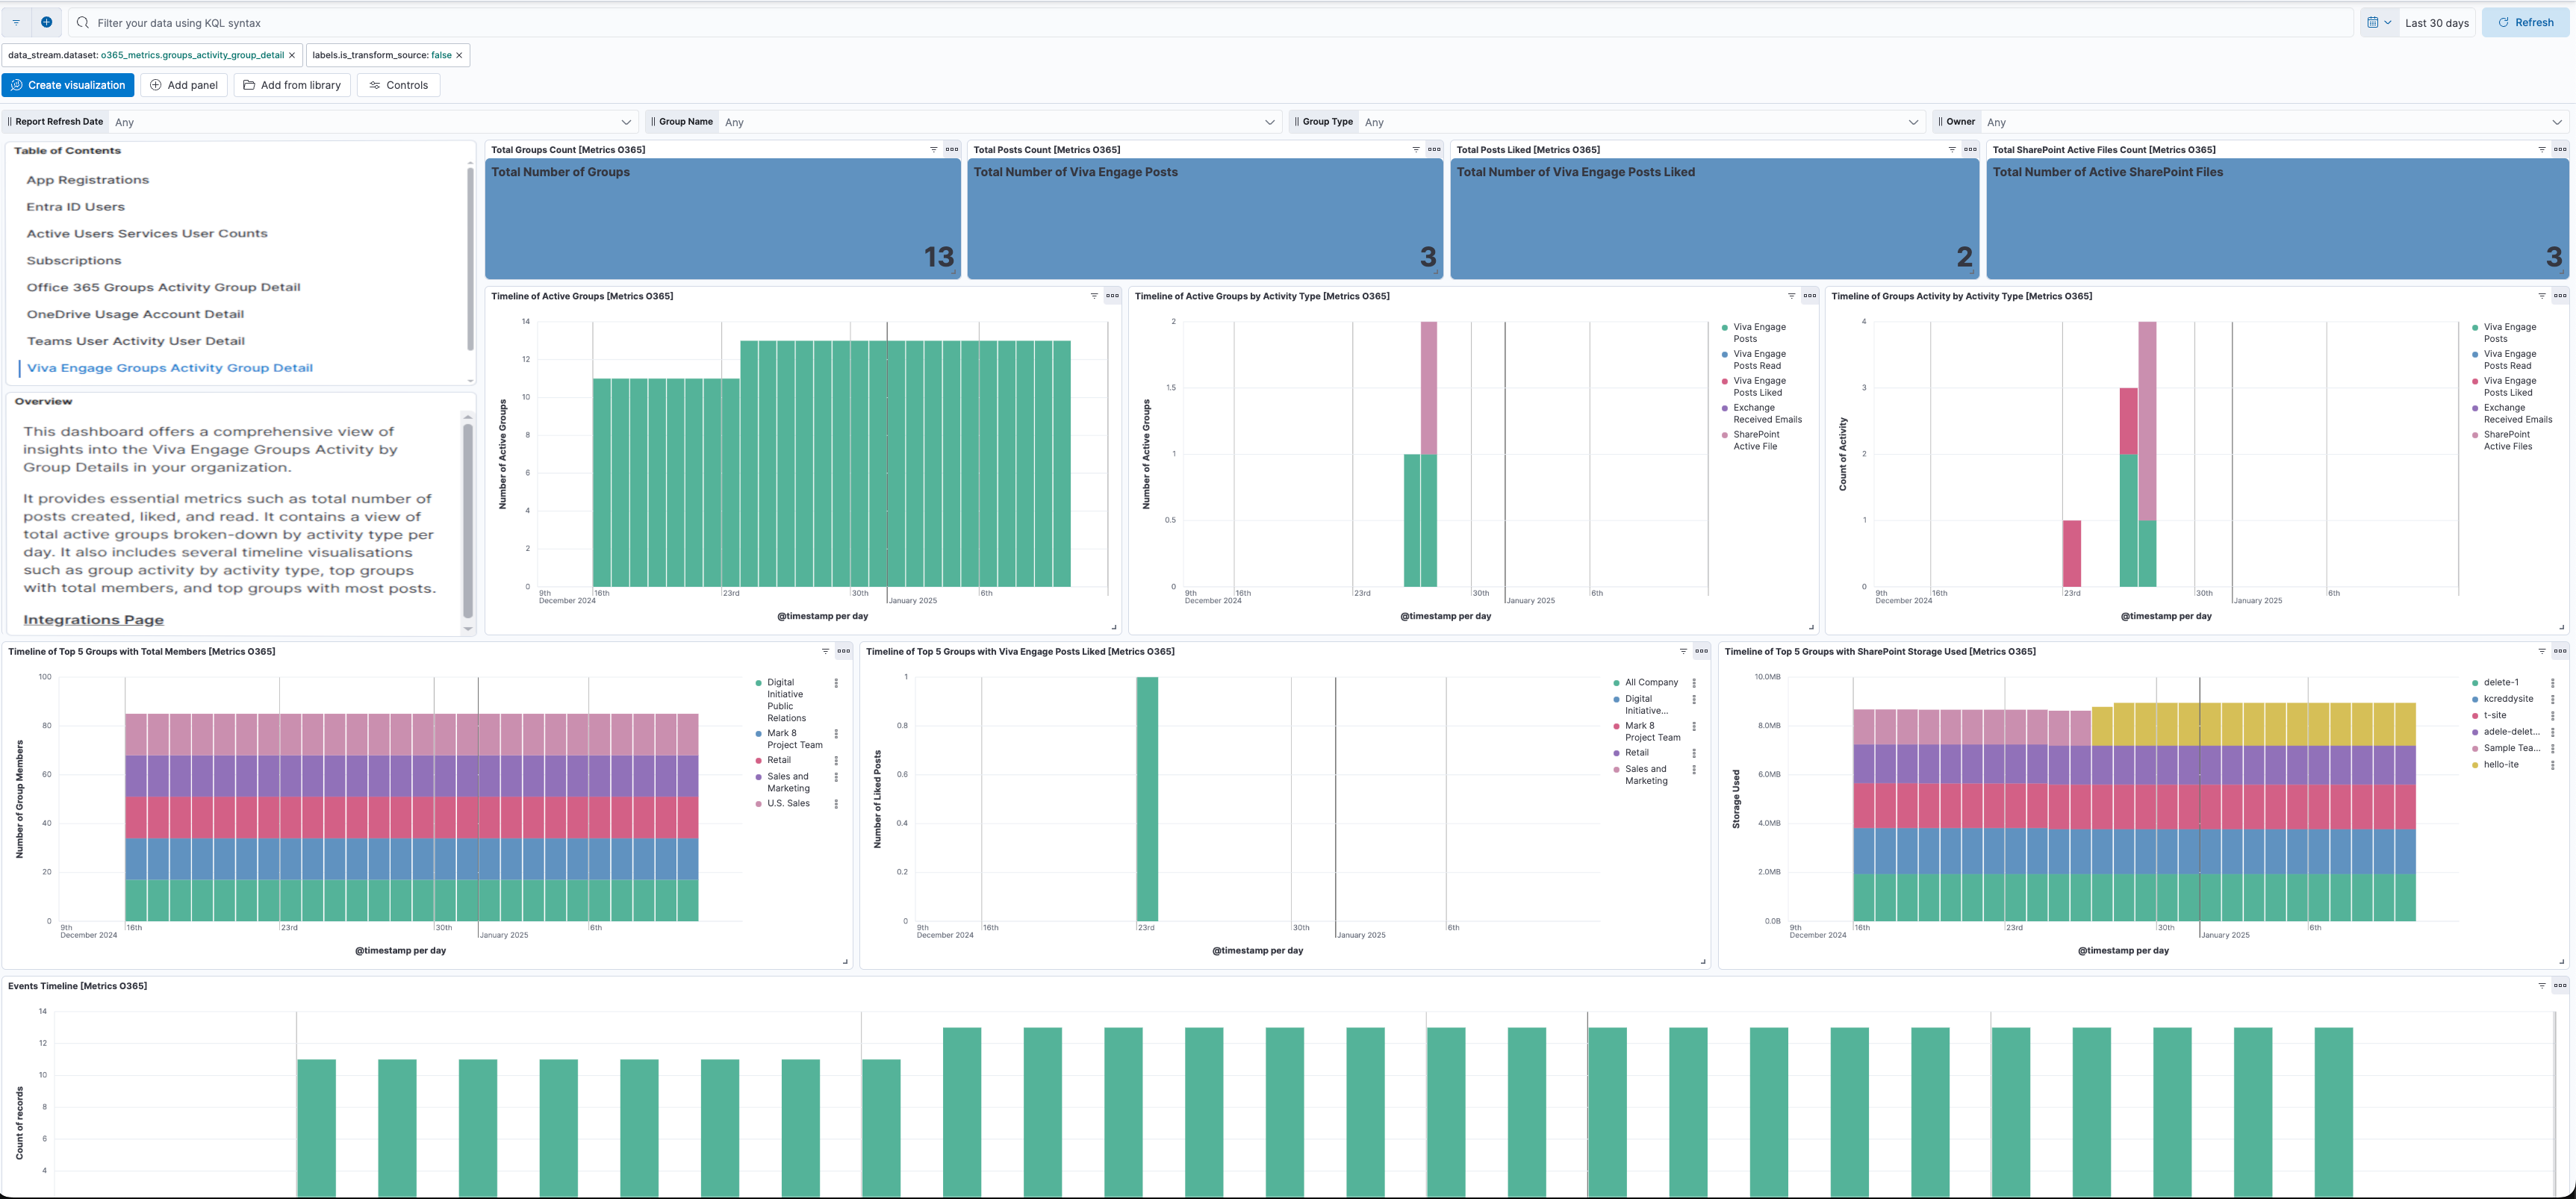 Filter your data using KQL syntax
Last 30 days
Refresh
data_stream.dataset: o365_metrics.groups_activity_group_detail ×
labels.is_transform_source: false ×
Create visualization
Add panel
Add from library
Controls
Report Refresh Date
Any
Group Name
Any
Group Type
Any
Owner
Any
Table of Contents
App Registrations
Entra ID Users
Active Users Services User Counts
Subscriptions
Office 365 Groups Activity Group Detail
OneDrive Usage Account Detail
Teams User Activity User Detail
Viva Engage Groups Activity Group Detail
Overview
This dashboard offers a comprehensive view of
insights into the Viva Engage Groups Activity by
Group Details in your organization.
It provides essential metrics such as total number of
posts created, liked, and read. It contains a view of
total active groups broken-down by activity type per
day. It also includes several timeline visualisations
such as group activity by activity type, top groups
with total members, and top groups with most posts.
Integrations Page
Total Groups Count [Metrics O365]
Total Number of Groups
13
Total Posts Count [Metrics O365]
Total Number of Viva Engage Posts
3
Total Posts Liked [Metrics O365]
Total Number of Viva Engage Posts Liked
2
Total SharePoint Active Files Count [Metrics O365]
Total Number of Active SharePoint Files
3
Timeline of Active Groups [Metrics O365]
Number of Active Groups
14
12
10
8
6
4
2
0
9th
16th
23rd
30th
6th
December 2024
January 2025
@timestamp per day
Timeline of Active Groups by Activity Type [Metrics O365]
Number of Active Groups
2
1.5
1
0.5
0
9th
16th
23rd
30th
6th
December 2024
January 2025
@timestamp per day
Viva Engage
Posts
Viva Engage
Posts Read
Viva Engage
Posts Liked
Exchange
Received Emails
SharePoint
Active File
Timeline of Groups Activity by Activity Type [Metrics O365]
Count of Activity
4
3
2
1
0
9th
16th
23rd
30th
6th
December 2024
January 2025
@timestamp per day
Viva Engage
Posts
Viva Engage
Posts Read
Viva Engage
Posts Liked
Exchange
Received Emails
SharePoint
Active Files
Timeline of Top 5 Groups with Total Members [Metrics O365]
Number of Group Members
100
80
60
40
20
0
9th
16th
23rd
30th
6th
December 2024
January 2025
@timestamp per day
Digital
Initiative
Public
Relations
Mark 8
Project Team
Retail
Sales and
Marketing
U.S. Sales
Timeline of Top 5 Groups with Viva Engage Posts Liked [Metrics O365]
Number of Liked Posts
1
0.8
0.6
0.4
0.2
0
9th
16th
23rd
30th
6th
December 2024
January 2025
@timestamp per day
All Company
Digital
Initiative...
Mark 8
Project Team
Retail
Sales and
Marketing
Timeline of Top 5 Groups with SharePoint Storage Used [Metrics O365]
Storage Used
10.0MB
8.0MB
6.0MB
4.0MB
2.0MB
0.0B
9th
16th
23rd
30th
6th
December 2024
January 2025
@timestamp per day
delete-1
kcreddysite
t-site
adele-delet...
Sample Tea...
hello-ite
Events Timeline [Metrics O365]
Count of records
14
12
10
8
6
4